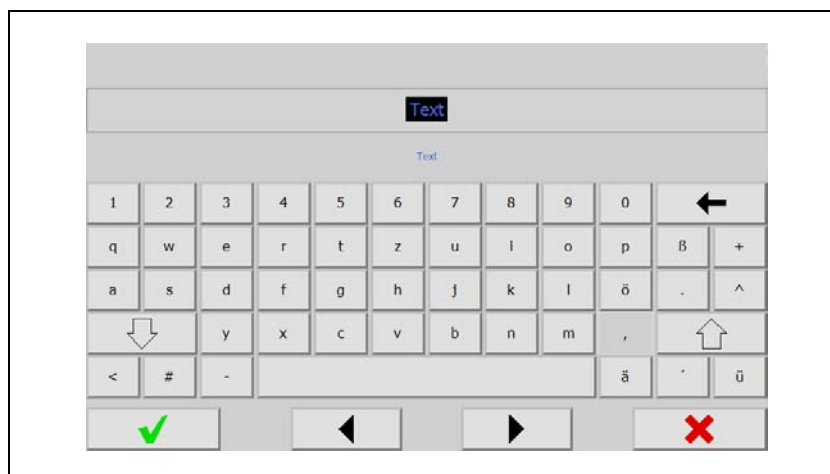 Text
Text
1 2 3 4 5 6 7 8 9 0
q w e r t z u i o p ß +
a s d f g h j k l ö . ^
y x c v b n m ,
< # - ä ´ ü